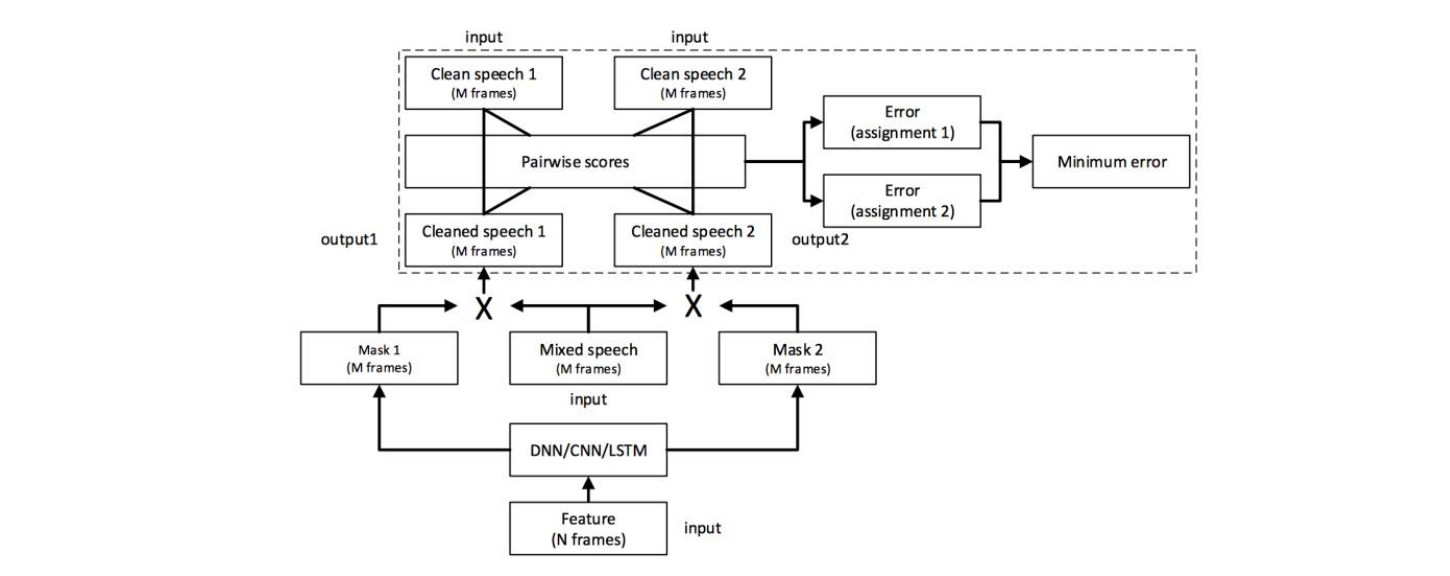 input
input
Clean speech 1
(M frames)
Clean speech 2
(M frames)
Error
(assignment 1)
Pairwise scores
Minimum error
Error
(assignment 2)
output1
Cleaned speech 1
(M frames)
Cleaned speech 2
(M frames)
output2
X
X
Mask 1
(M frames)
Mixed speech
(M frames)
Mask 2
(M frames)
input
DNN/CNN/LSTM
Feature
(N frames)
input